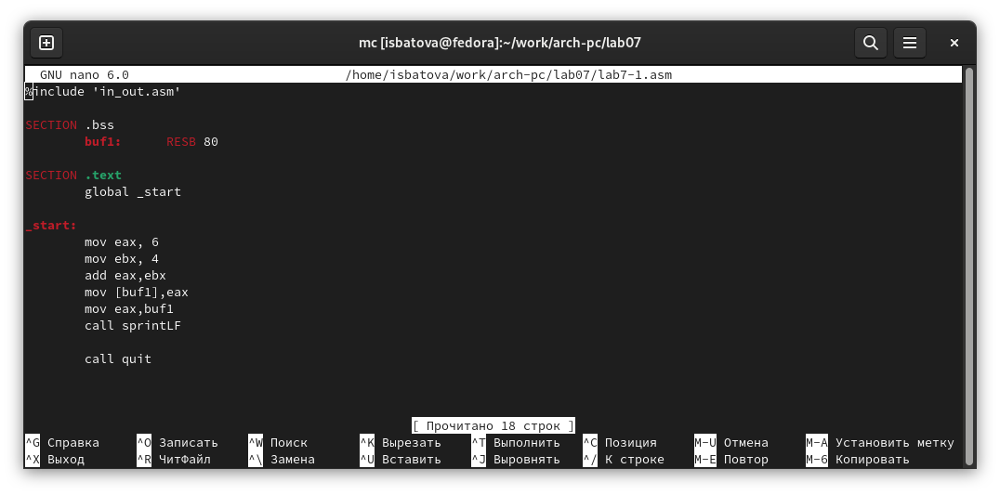 mc [isbatova@fedora]:~/work/arch-pc/lab07
GNU nano 6.0 /home/isbatova/work/arch-pc/lab07/lab7-1.asm
%include 'in_out.asm'
SECTION .bss
buf1: RESB 80
SECTION .text
global _start
_start:
mov eax, 6
mov ebx, 4
add eax,ebx
mov [buf1],eax
mov eax,buf1
call sprintLF
call quit
[ Прочитано 18 строк ]
^G Справка ^O Записать ^W Поиск ^K Вырезать ^T Выполнить ^C Позиция M-U Отмена M-A Установить метку
^X Выход ^R ЧитФайл ^\ Замена ^U Вставить ^J Выровнять ^/ К строке M-E Повтор M-6 Копировать